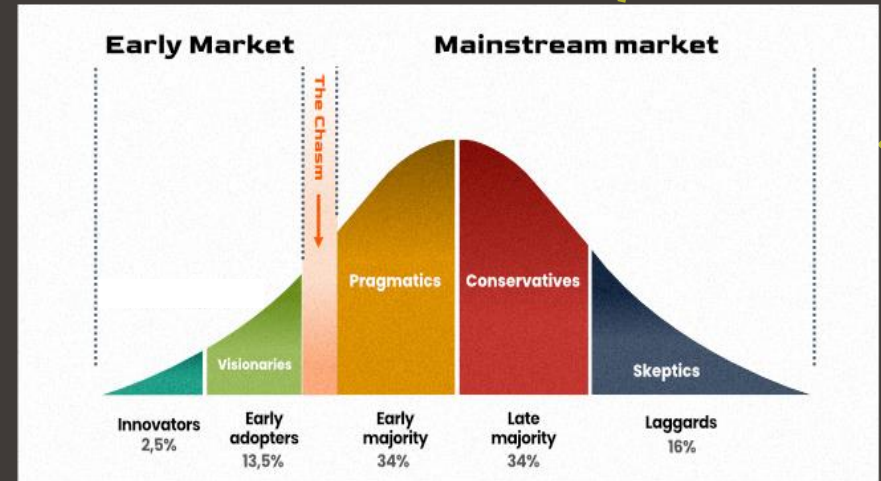 Early Market
Mainstream market
The Chasm
Pragmatics
Conservatives
Visionaries
Skeptics
Innovators
2,5%
Early
adopters
13,5%
Early
majority
34%
Late
majority
34%
Laggards
16%